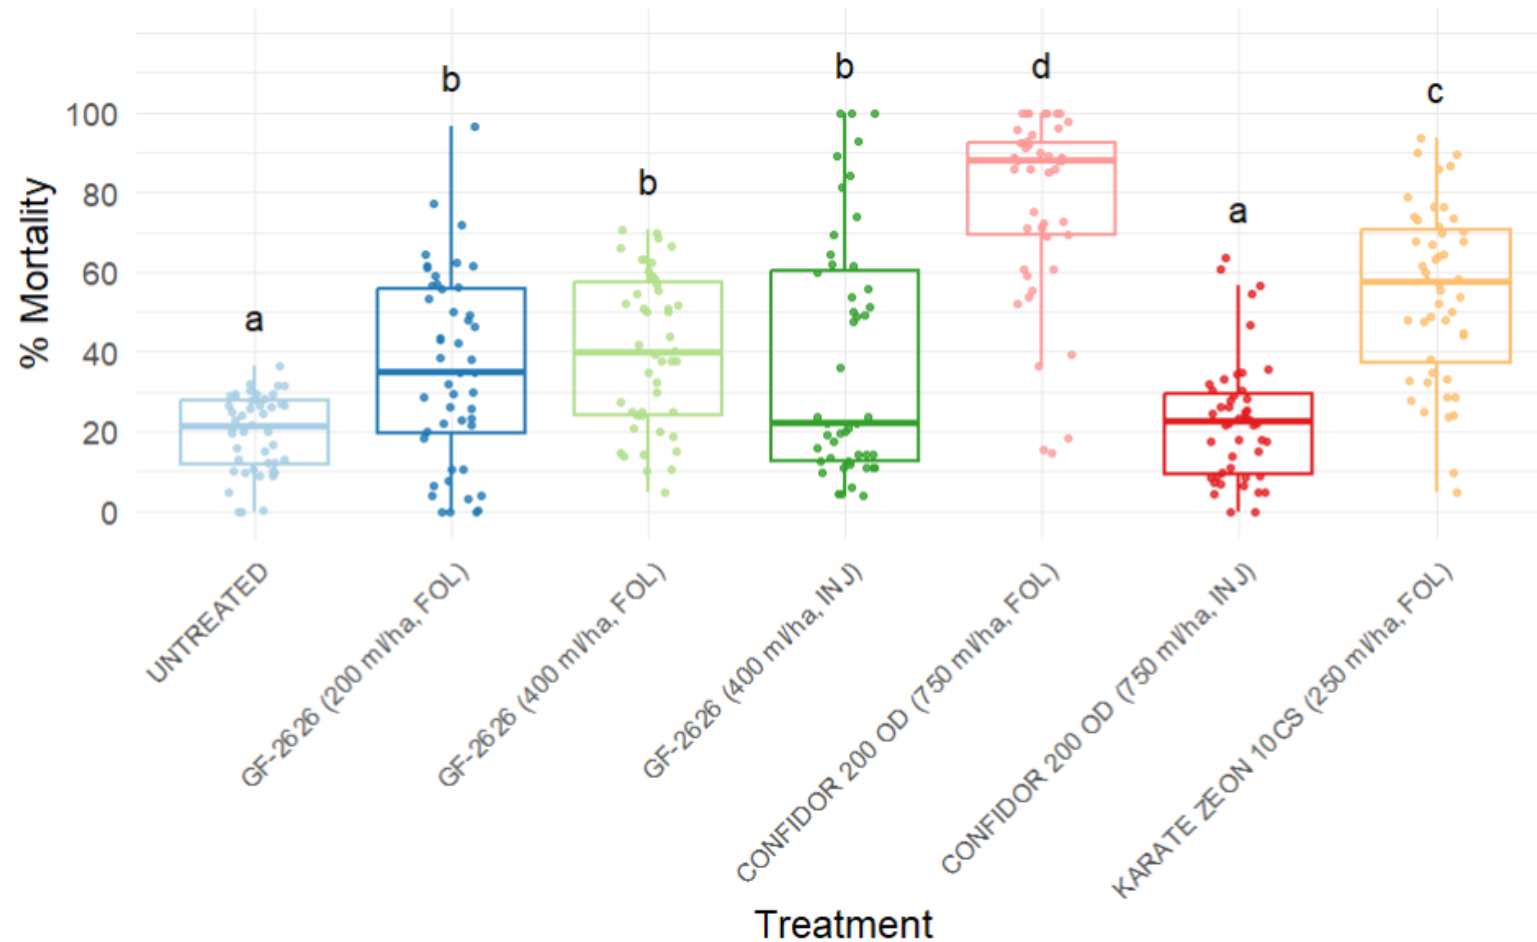 b
b
d
c
b
a
a
100
80
60
40
20
0
% Mortality
UNTREATED
GF-2626 (200 ml/ha, FOL)
GF-2626 (400 ml/ha, FOL)
GF-2626 (400 ml/ha, INJ)
CONFIDOR 200 OD (750 ml/ha, FOL)
CONFIDOR 200 OD (750 ml/ha, INJ)
KARATE ZEON 10CS (250 ml/ha, FOL)
Treatment